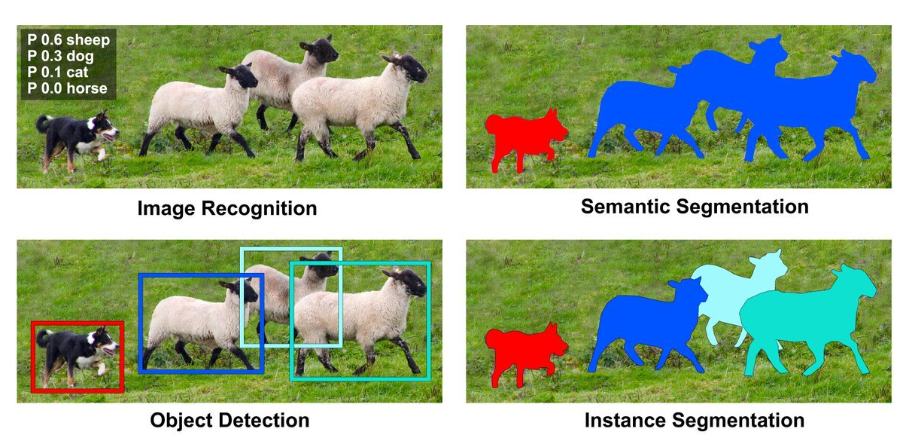 P 0.6 sheep
P 0.3 dog
P 0.1 cat
P 0.0 horse
Image Recognition
Semantic Segmentation
Object Detection
Instance Segmentation